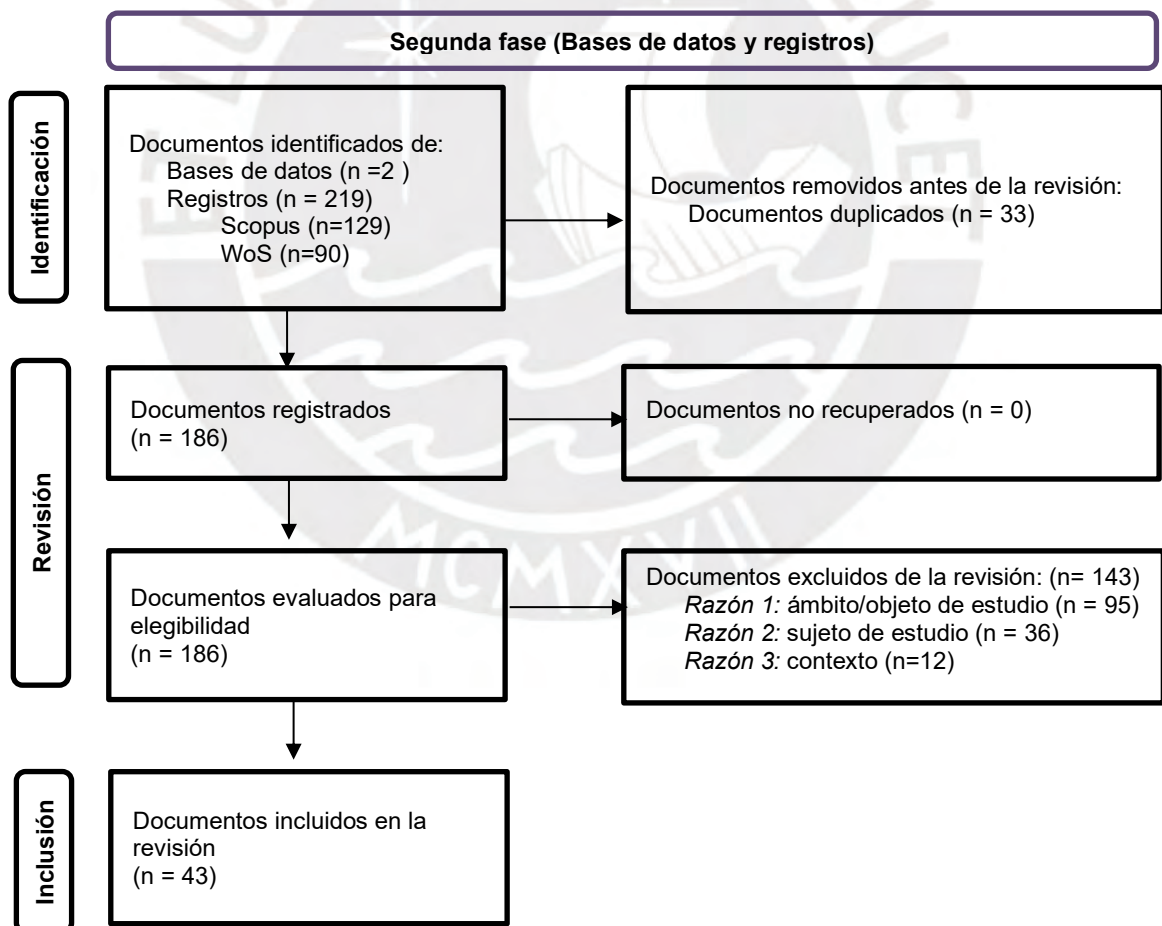 Segunda fase (Bases de datos y registros)
Identificación
Documentos identificados de:
Bases de datos (n =2 )
Registros (n = 219)
Scopus (n=129)
WoS (n=90)
Documentos removidos antes de la revisión:
Documentos duplicados (n = 33)
Revisión
Documentos registrados
(n = 186)
Documentos no recuperados (n = 0)
Documentos evaluados para
elegibilidad
(n = 186)
Documentos excluidos de la revisión: (n= 143)
Razón 1: ámbito/objeto de estudio (n = 95)
Razón 2: sujeto de estudio (n = 36)
Razón 3: contexto (n=12)
Inclusión
Documentos incluidos en la
revisión
(n = 43)
MCMXVII